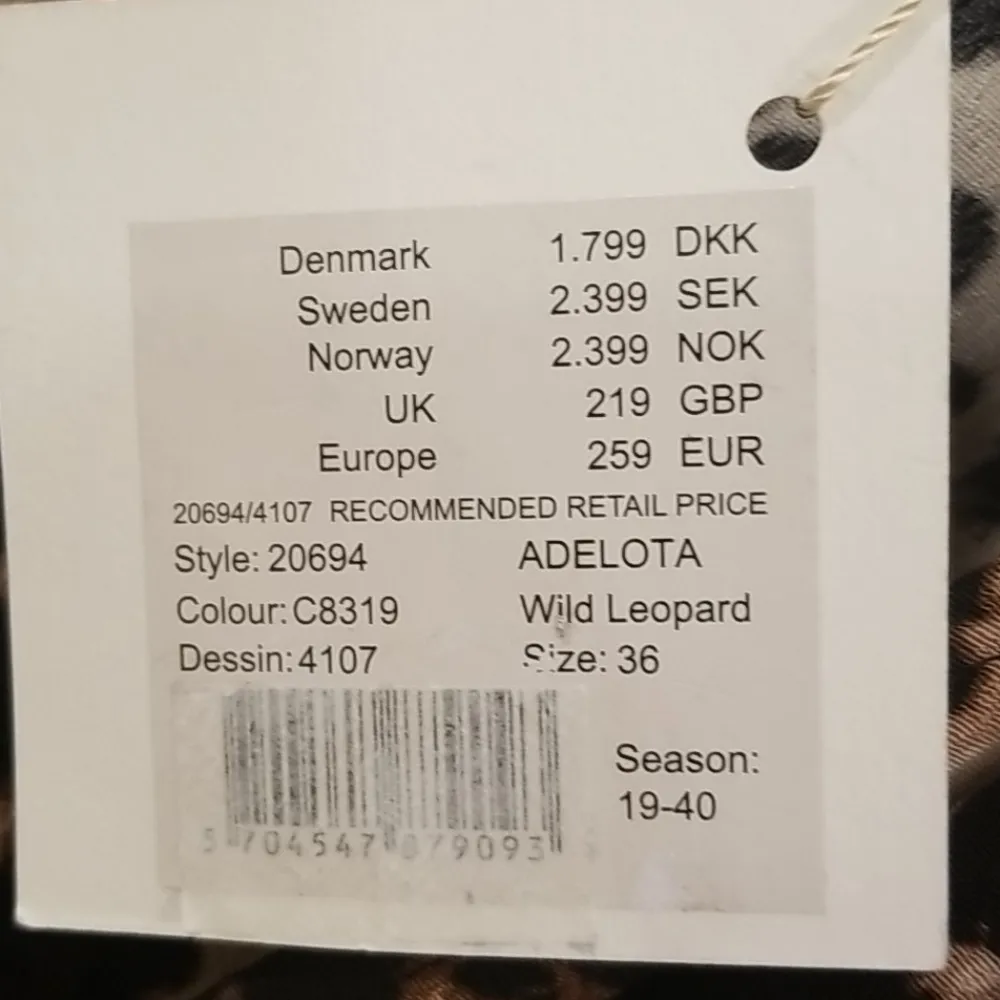 Denmark 1.799 DKK
Sweden 2.399 SEK
Norway 2.399 NOK
UK 219 GBP
Europe 259 EUR
20694/4107 RECOMMENDED RETAIL PRICE
Style: 20694 ADELOTA
Colour: C8319 Wild Leopard
Dessin: 4107 Size: 36
Season:
19-40
5 704547 079093